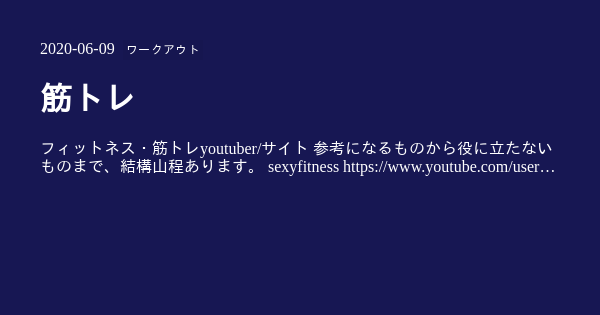 2020-06-09 ワークアウト
筋トレ
フィットネス・筋トレyoutuber/サイト 参考になるものから役に立たない
ものまで、結構山程あります。 sexyfitness https://www.youtube.com/user…